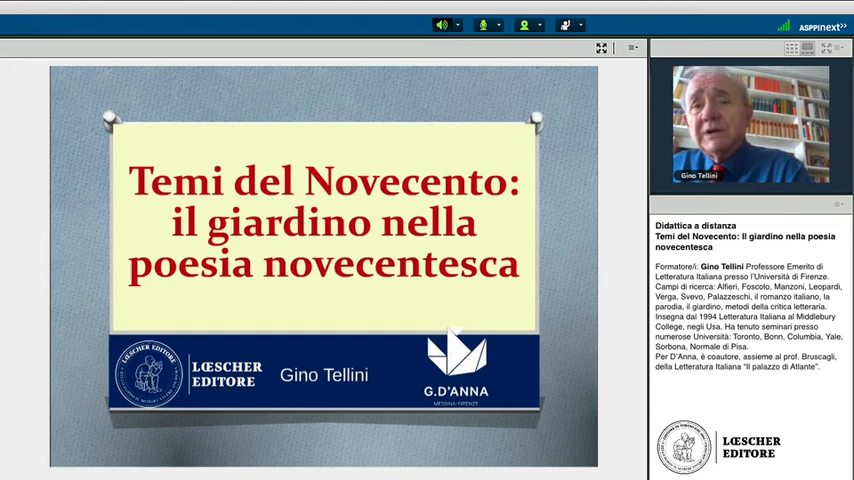 ASPPInext>>
Temi del Novecento:
il giardino nella
poesia novecentesca
LŒSCHER
EDITORE
Gino Tellini
G.D'ANNA
MESSINA-FIRENZE
Gino Tellini
Didattica a distanza
Temi del Novecento: Il giardino nella poesia
novecentesca
Formatore/i: Gino Tellini Professore Emerito di
Letteratura Italiana presso l'Università di Firenze.
Campi di ricerca: Alfieri, Foscolo, Manzoni, Leopardi,
Verga, Svevo, Palazzeschi, il romanzo italiano, la
parodia, il giardino, metodi della critica letteraria.
Insegna dal 1994 Letteratura Italiana al Middlebury
College, negli Usa. Ha tenuto seminari presso
numerose Università: Toronto, Bonn, Columbia, Yale,
Sorbona, Normale di Pisa.
Per D'Anna, è coautore, assieme al prof. Bruscagli,
della Letteratura Italiana "Il palazzo di Atlante".
LŒSCHER
EDITORE